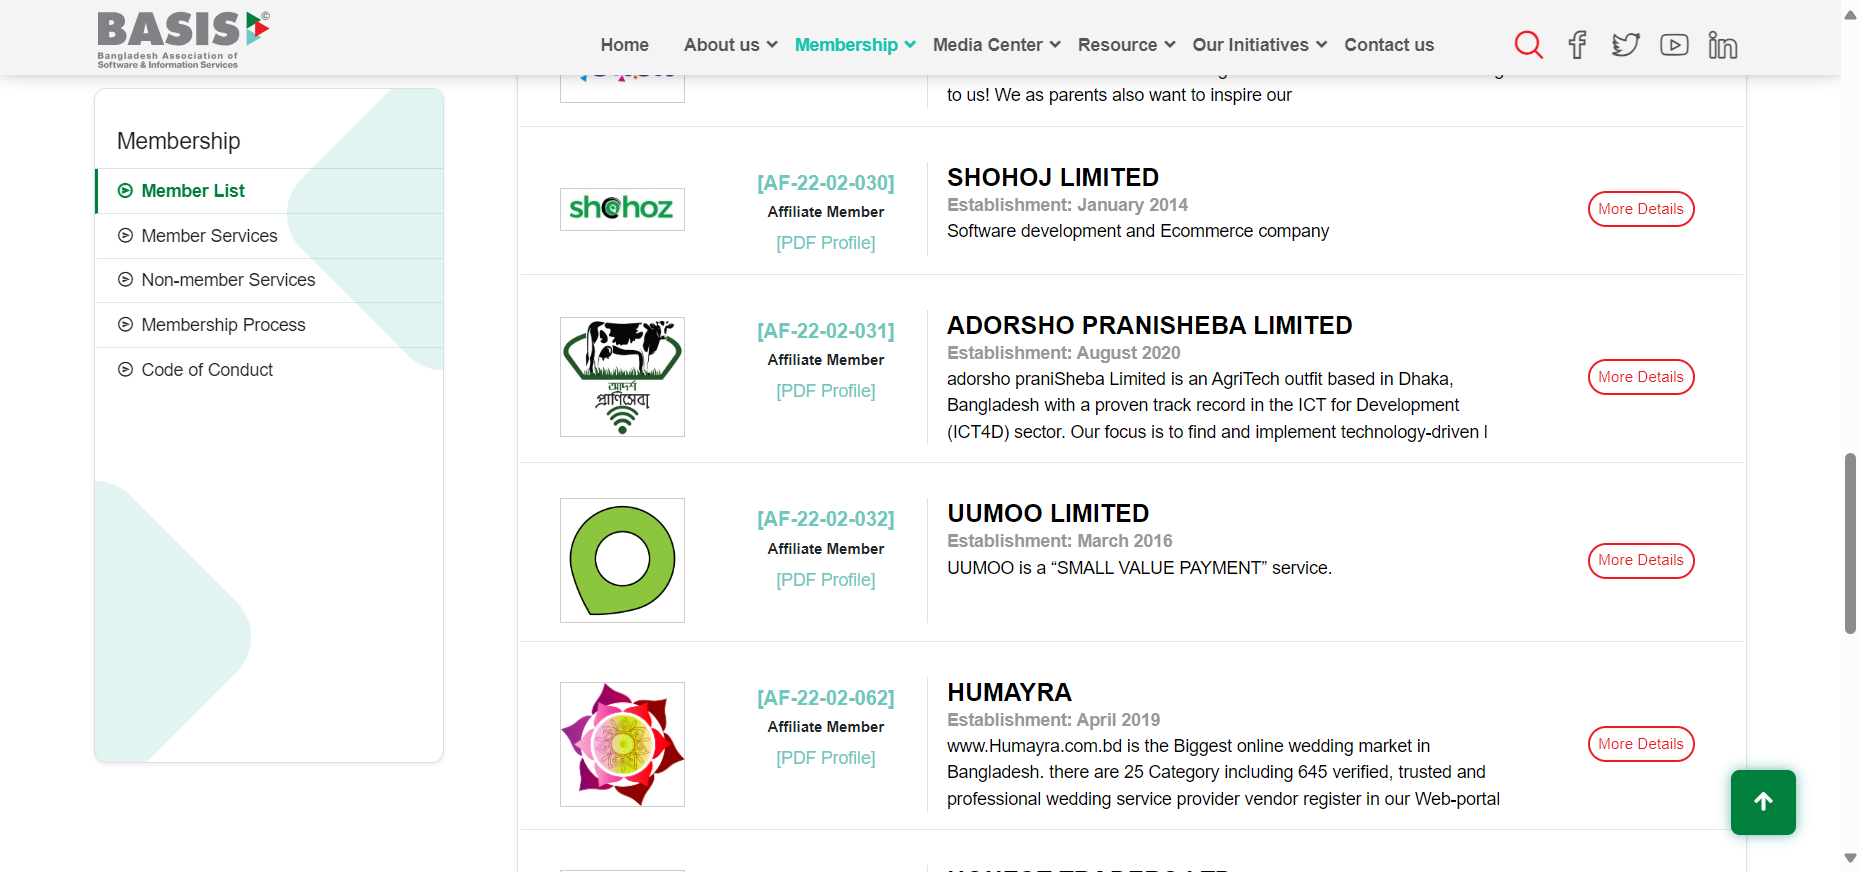 BASIS
©
Bangladesh Association of
Software & Information Services
Home
About us
Membership
Media Center
Resource
Our Initiatives
Contact us
Membership
Member List
Member Services
Non-member Services
Membership Process
Code of Conduct
to us! We as parents also want to inspire our
shohoz
[AF-22-02-030]
Affiliate Member
[PDF Profile]
SHOHOJ LIMITED
Establishment: January 2014
Software development and Ecommerce company
More Details
আদর্শ
প্রাণিসেবা
[AF-22-02-031]
Affiliate Member
[PDF Profile]
ADORSHO PRANISHEBA LIMITED
Establishment: August 2020
adorsho praniSheba Limited is an AgriTech outfit based in Dhaka,
Bangladesh with a proven track record in the ICT for Development
(ICT4D) sector. Our focus is to find and implement technology-driven l
More Details
[AF-22-02-032]
Affiliate Member
[PDF Profile]
UUMOO LIMITED
Establishment: March 2016
UUMOO is a “SMALL VALUE PAYMENT” service.
More Details
[AF-22-02-062]
Affiliate Member
[PDF Profile]
HUMAYRA
Establishment: April 2019
www.Humayra.com.bd is the Biggest online wedding market in
Bangladesh. there are 25 Category including 645 verified, trusted and
professional wedding service provider vendor register in our Web-portal
More Details